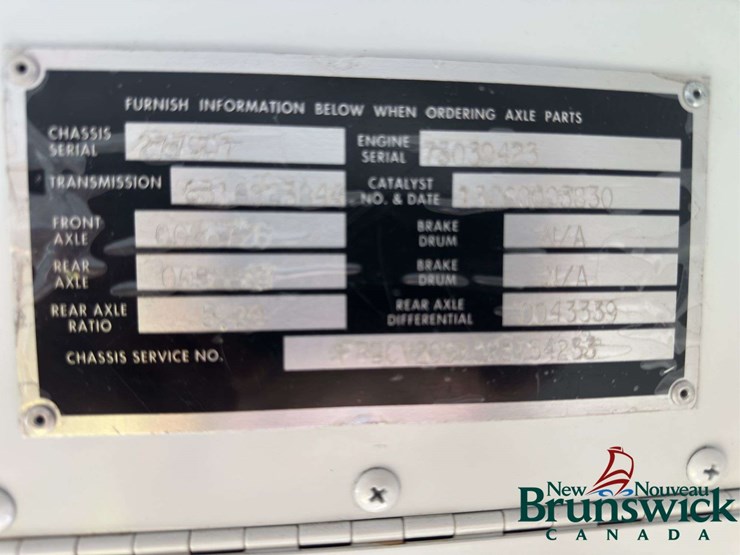 FURNISH INFORMATION BELOW WHEN ORDERING AXLE PARTS
CHASSIS SERIAL ENGINE SERIAL 73030423
TRANSMISSION CATALYST NO. & DATE
FRONT AXLE BRAKE DRUM N/A
REAR AXLE BRAKE DRUM N/A
REAR AXLE RATIO REAR AXLE DIFFERENTIAL
CHASSIS SERVICE NO.
New Nouveau
Brunswick
CANADA